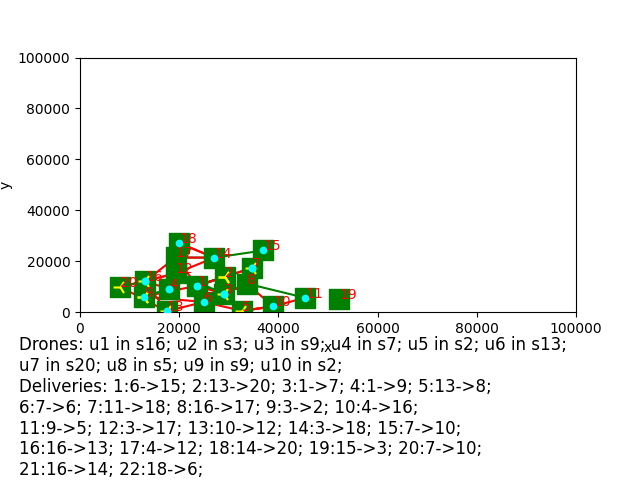 100000
80000
60000
40000
20000
0
y
0 20000 40000 60000 80000 100000
x
18
14
15
11
19
Drones: u1 in s16; u2 in s3; u3 in s9; u4 in s7; u5 in s2; u6 in s13;
u7 in s20; u8 in s5; u9 in s9; u10 in s2;
Deliveries: 1:6->15; 2:13->20; 3:1->7; 4:1->9; 5:13->8;
6:7->6; 7:11->18; 8:16->17; 9:3->2; 10:4->16;
11:9->5; 12:3->17; 13:10->12; 14:3->18; 15:7->10;
16:16->13; 17:4->12; 18:14->20; 19:15->3; 20:7->10;
21:16->14; 22:18->6;